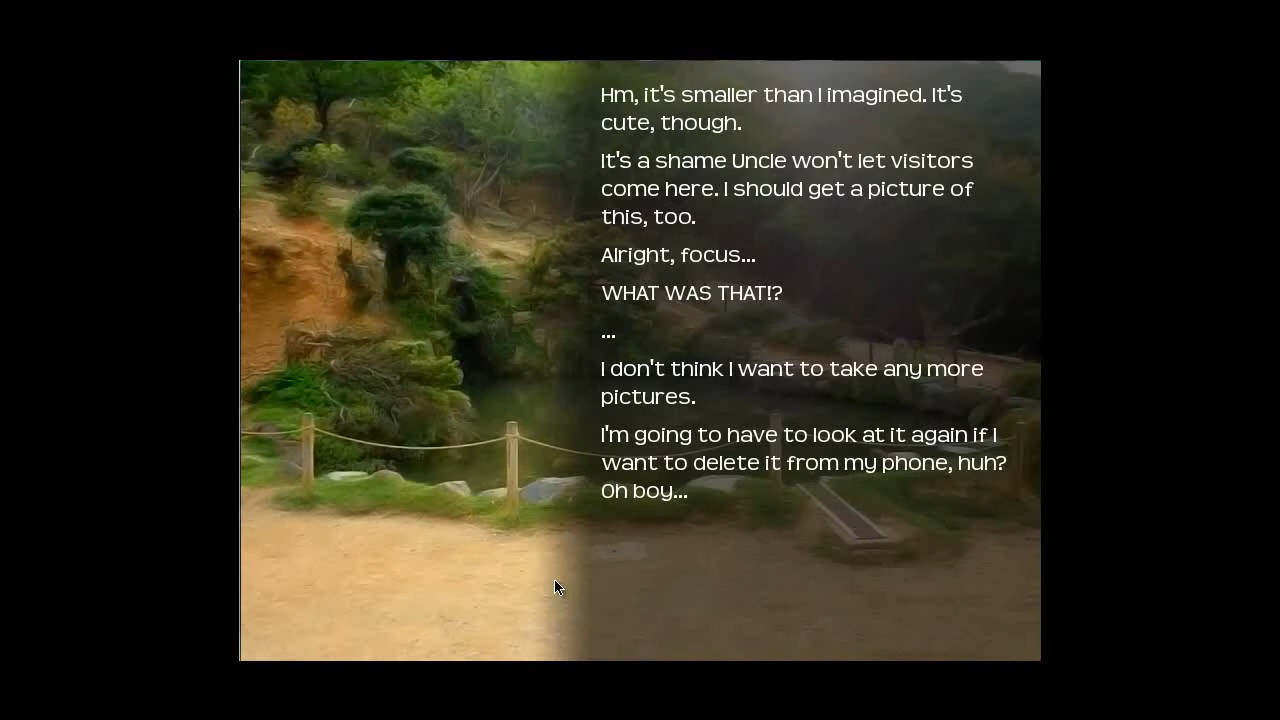 Hm, it's smaller than I imagined. It's
cute, though.
It's a shame Uncle won't let visitors
come here. I should get a picture of
this, too.
Alright, focus...
WHAT WAS THAT!?
...
I don't think I want to take any more
pictures.
I'm going to have to look at it again if I
want to delete it from my phone, huh?
Oh boy...